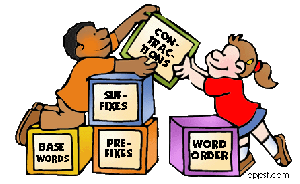 CON-
TRAC-
TIONS
SUF-
FIXES
BASE
WORDS
PRE-
FIXES
WORD
ORDER